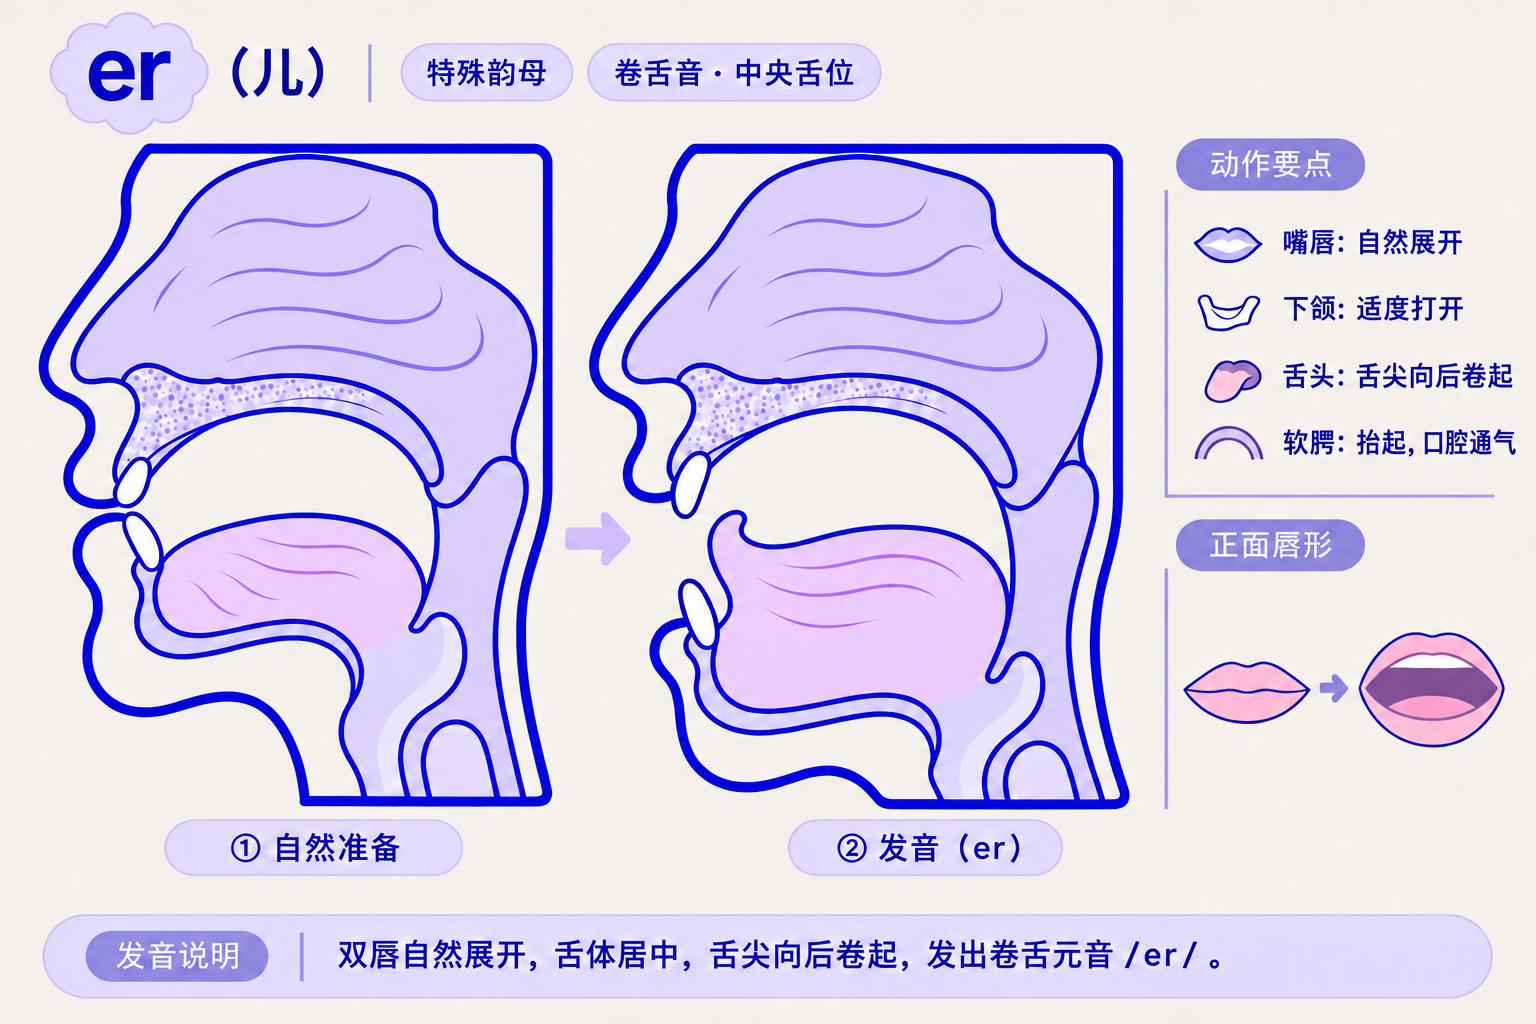 er（儿）
特殊韵母
卷舌音·中央舌位
动作要点
嘴唇：自然展开
下颌：适度打开
舌头：舌尖向后卷起
软腭：抬起，口腔通气
正面唇形
① 自然准备
② 发音（er）
发音说明
双唇自然展开，舌体居中，舌尖向后卷起，发出卷舌元音 /er/ 。